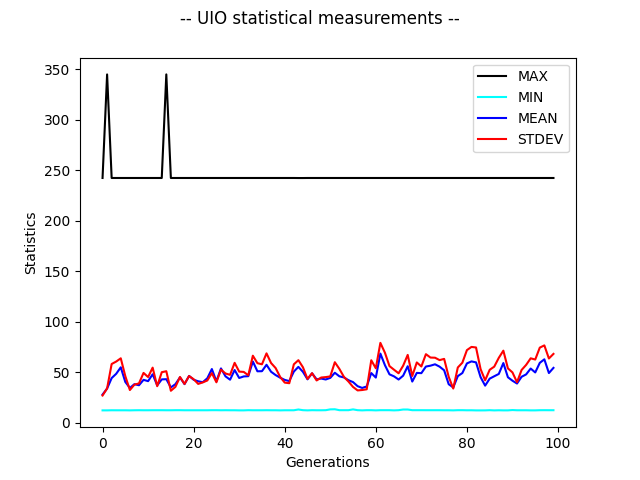 -- UIO statistical measurements --
350
300
250
200
150
100
50
0
Statistics
MAX
MIN
MEAN
STDEV
0 20 40 60 80 100
Generations